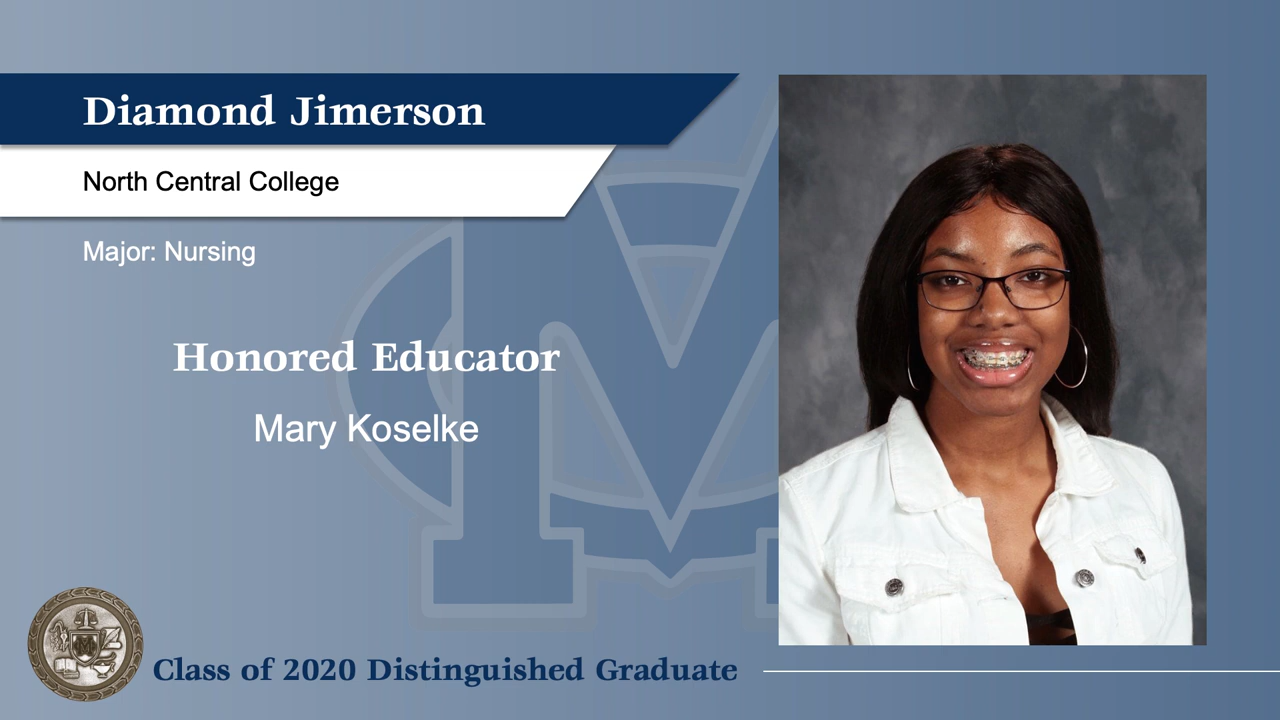 Diamond Jimerson
North Central College
Major: Nursing
Honored Educator
Mary Koselke
Class of 2020 Distinguished Graduate